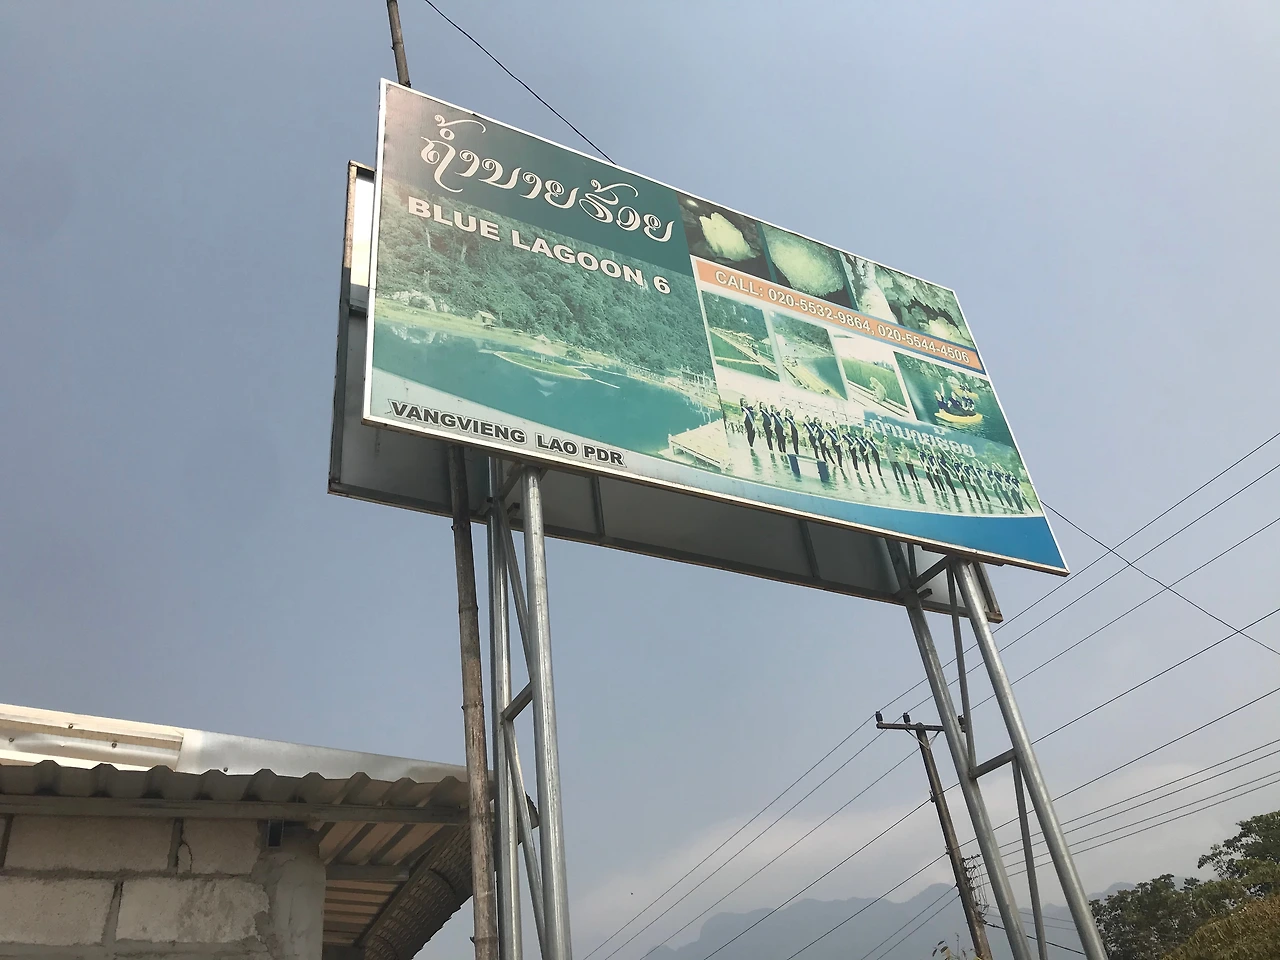 ຖ້ຳນາຍຮ້ອຍ
BLUE LAGOON 6
CALL: 020-5532-9864, 020-5544-4506
VANGVIENG LAO PDR